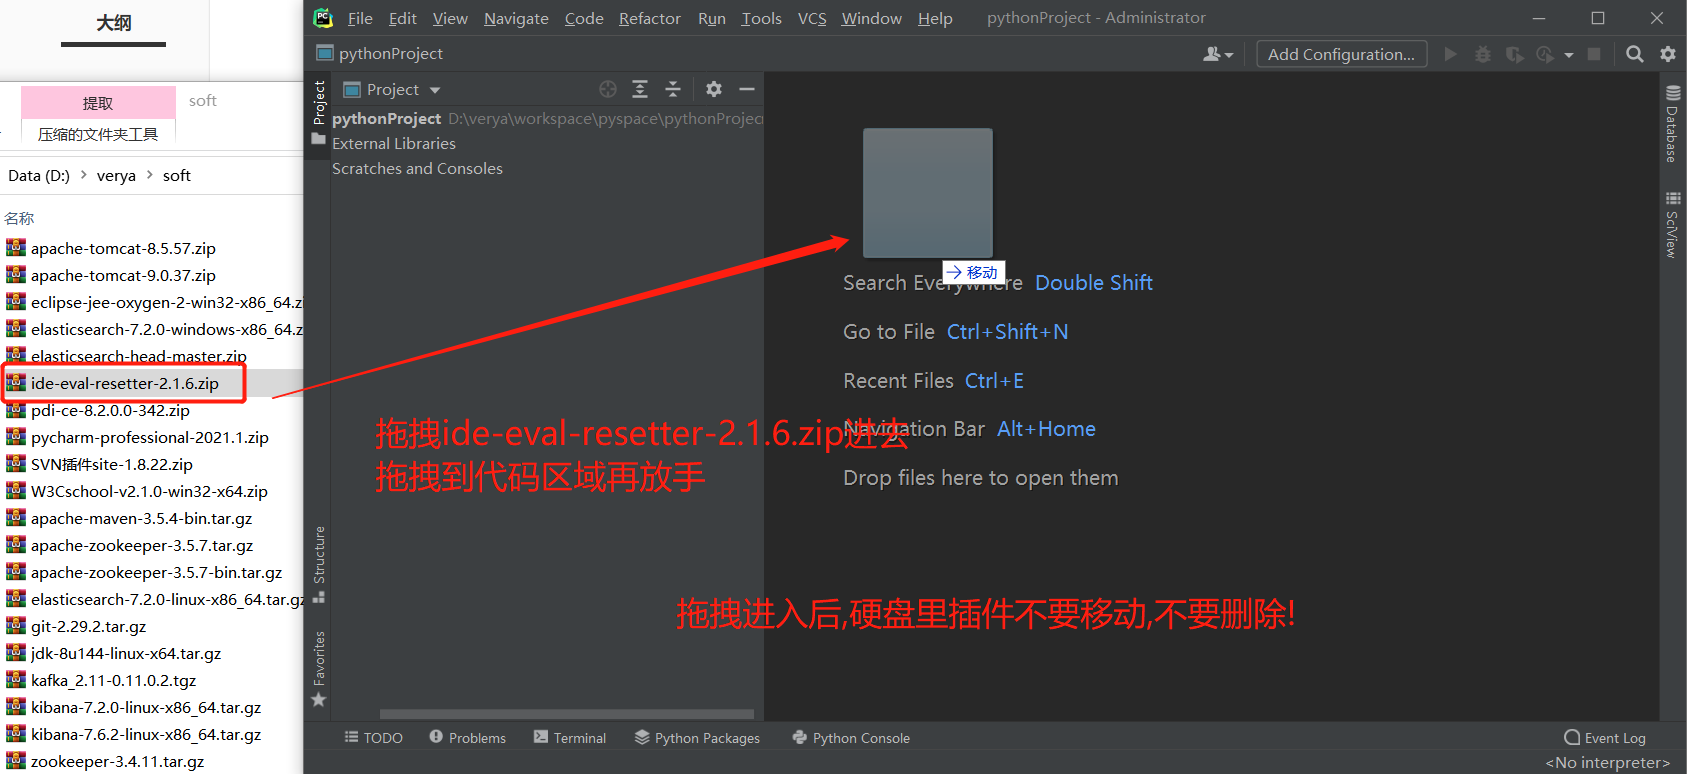 大纲
提取
soft
压缩的文件夹工具
Data (D:) > verya > soft
名称
apache-tomcat-8.5.57.zip
apache-tomcat-9.0.37.zip
eclipse-jee-oxygen-2-win32-x86_64.zi
elasticsearch-7.2.0-windows-x86_64.z
elasticsearch-head-master.zip
ide-eval-resetter-2.1.6.zip
pdi-ce-8.2.0.0-342.zip
pycharm-professional-2021.1.zip
SVN插件site-1.8.22.zip
W3Cschool-v2.1.0-win32-x64.zip
apache-maven-3.5.4-bin.tar.gz
apache-zookeeper-3.5.7.tar.gz
apache-zookeeper-3.5.7-bin.tar.gz
elasticsearch-7.2.0-linux-x86_64.tar.gz
git-2.29.2.tar.gz
jdk-8u144-linux-x64.tar.gz
kafka_2.11-0.11.0.2.tgz
kibana-7.2.0-linux-x86_64.tar.gz
kibana-7.6.2-linux-x86_64.tar.gz
zookeeper-3.4.11.tar.gz
PC File Edit View Navigate Code Refactor Run Tools VCS Window Help pythonProject - Administrator
pythonProject
Add Configuration...
Project
Project
pythonProject D:\verya\workspace\pyspace\pythonProjec
External Libraries
Scratches and Consoles
Structure
Favorites
移动
Search Everywhere Double Shift
Go to File Ctrl+Shift+N
Recent Files Ctrl+E
Navigation Bar Alt+Home
Drop files here to open them
拖拽ide-eval-resetter-2.1.6.zip进去
拖拽到代码区域再放手
拖拽进入后,硬盘里插件不要移动,不要删除!
Database
SciView
TODO Problems Terminal Python Packages Python Console Event Log
<No interpreter>